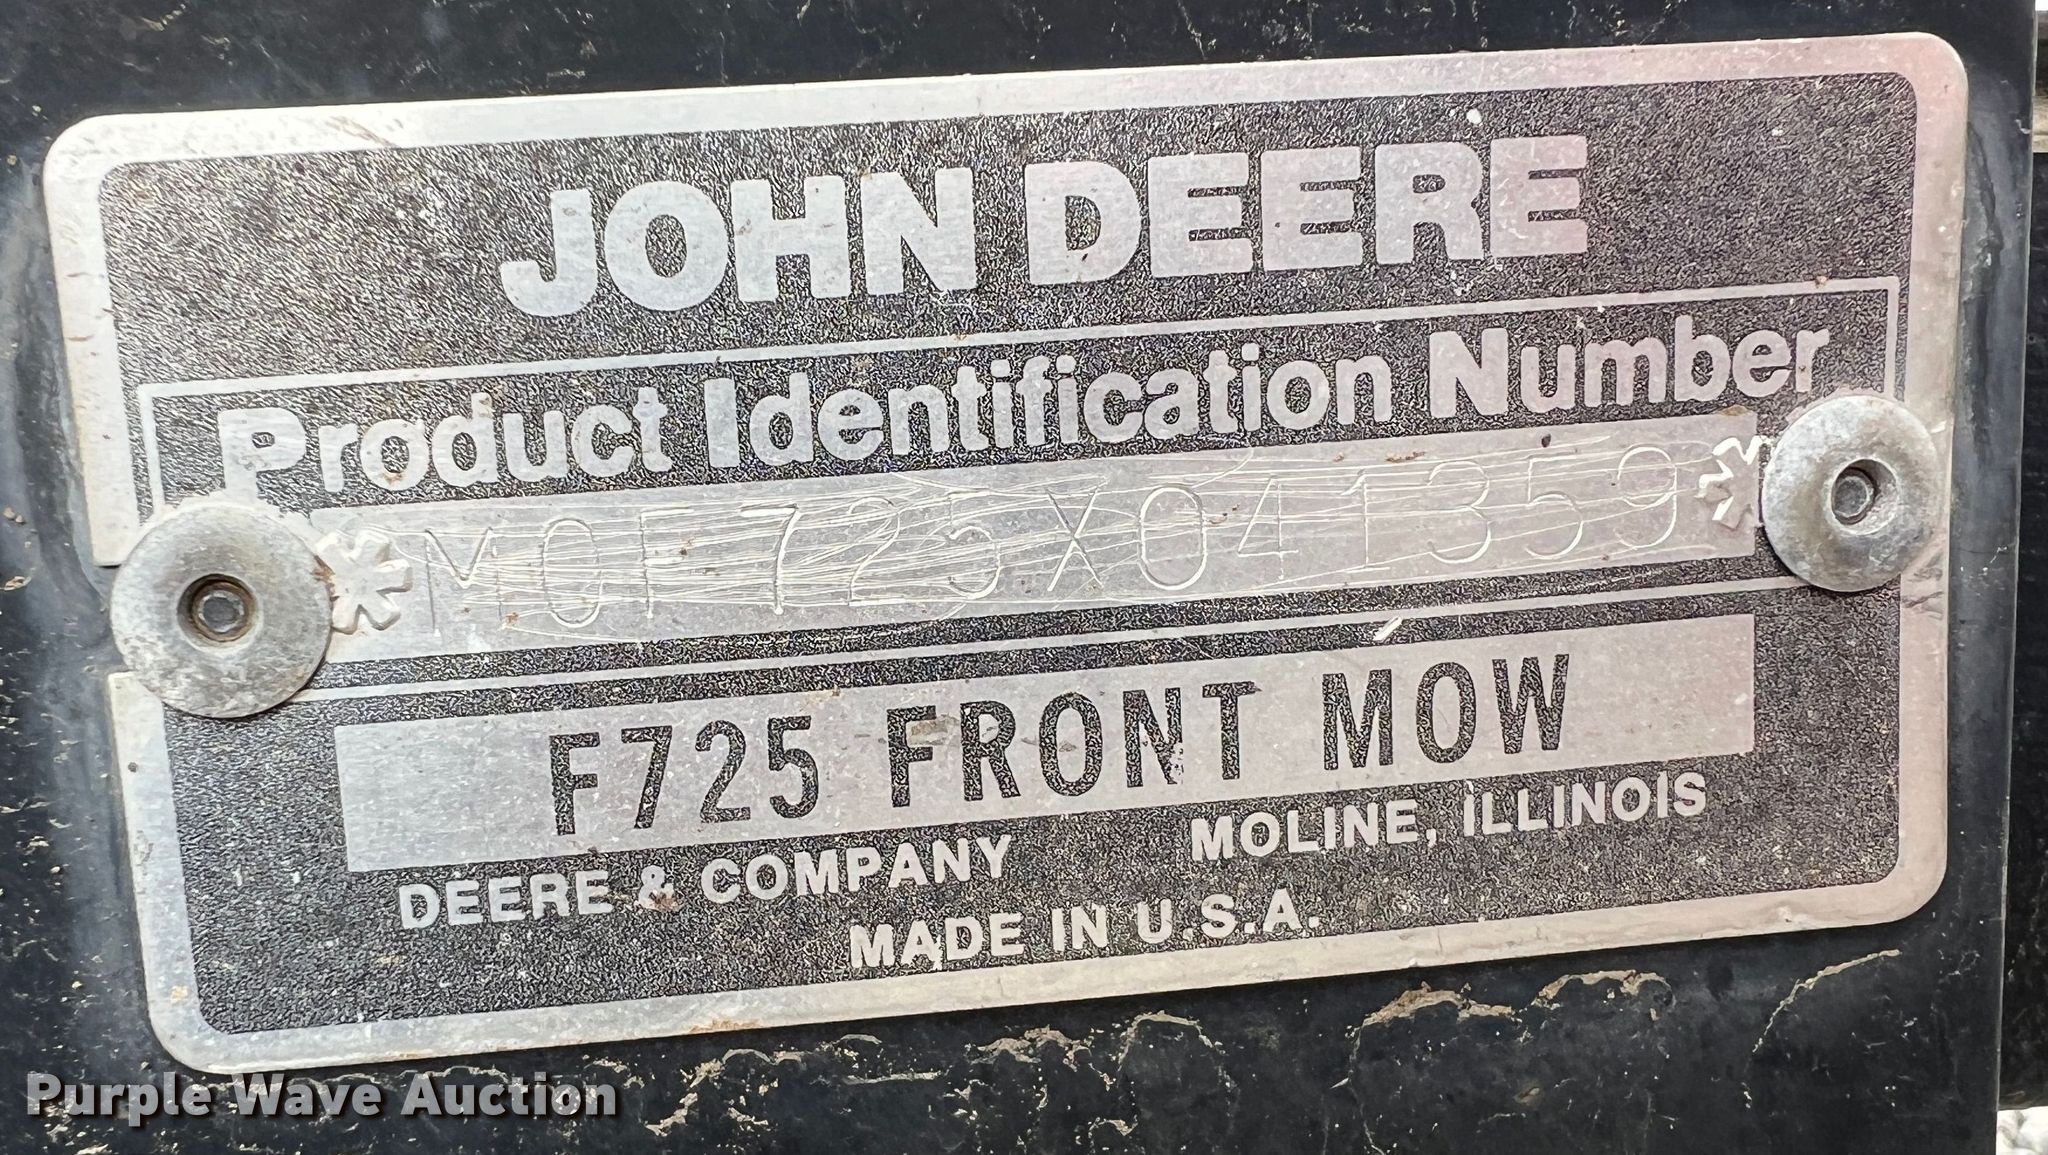 JOHN DEERE
Product Identification Number
*M0F725X041359*
F725 FRONT MOW
DEERE & COMPANY MOLINE, ILLINOIS
MADE IN U.S.A.
Purple Wave Auction